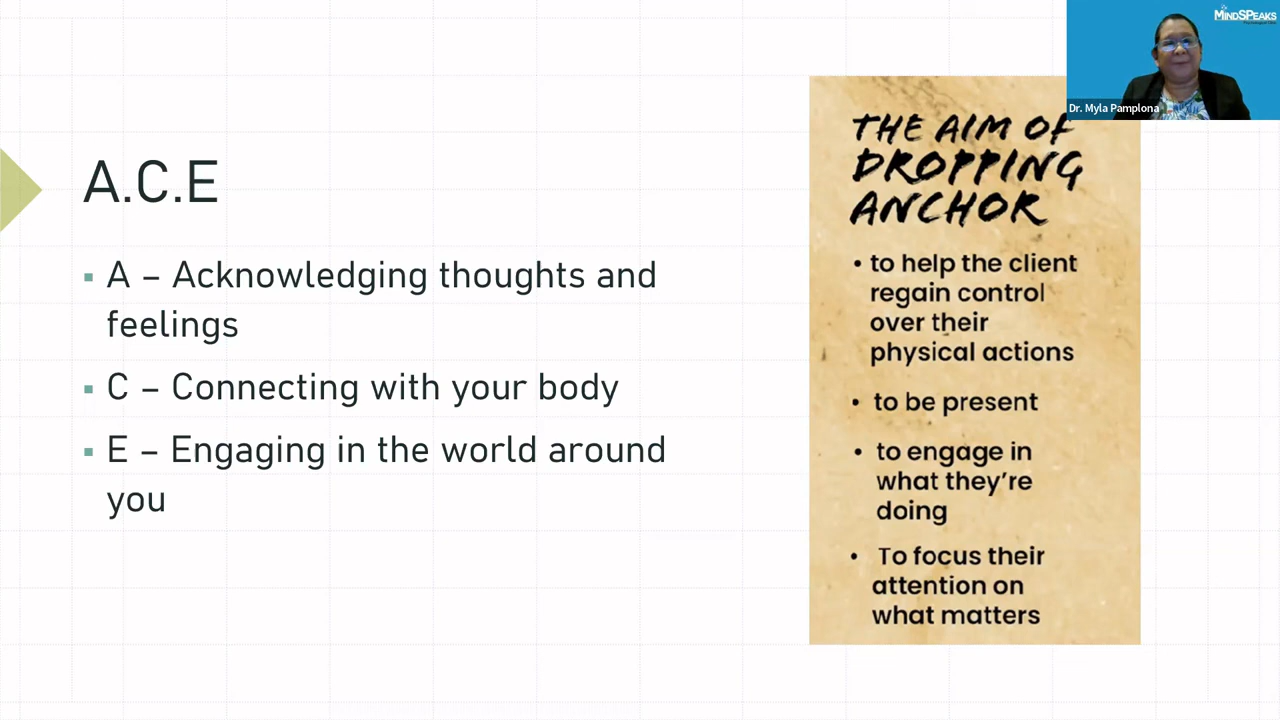 A.C.E
▪ A – Acknowledging thoughts and
feelings
▪ C – Connecting with your body
▪ E – Engaging in the world around
you
THE AIM OF
DROPPING
ANCHOR
• to help the client
regain control
over their
physical actions
• to be present
• to engage in
what they're
doing
• To focus their
attention on
what matters
MINDSPEAKS
Dr. Myla Pamplona